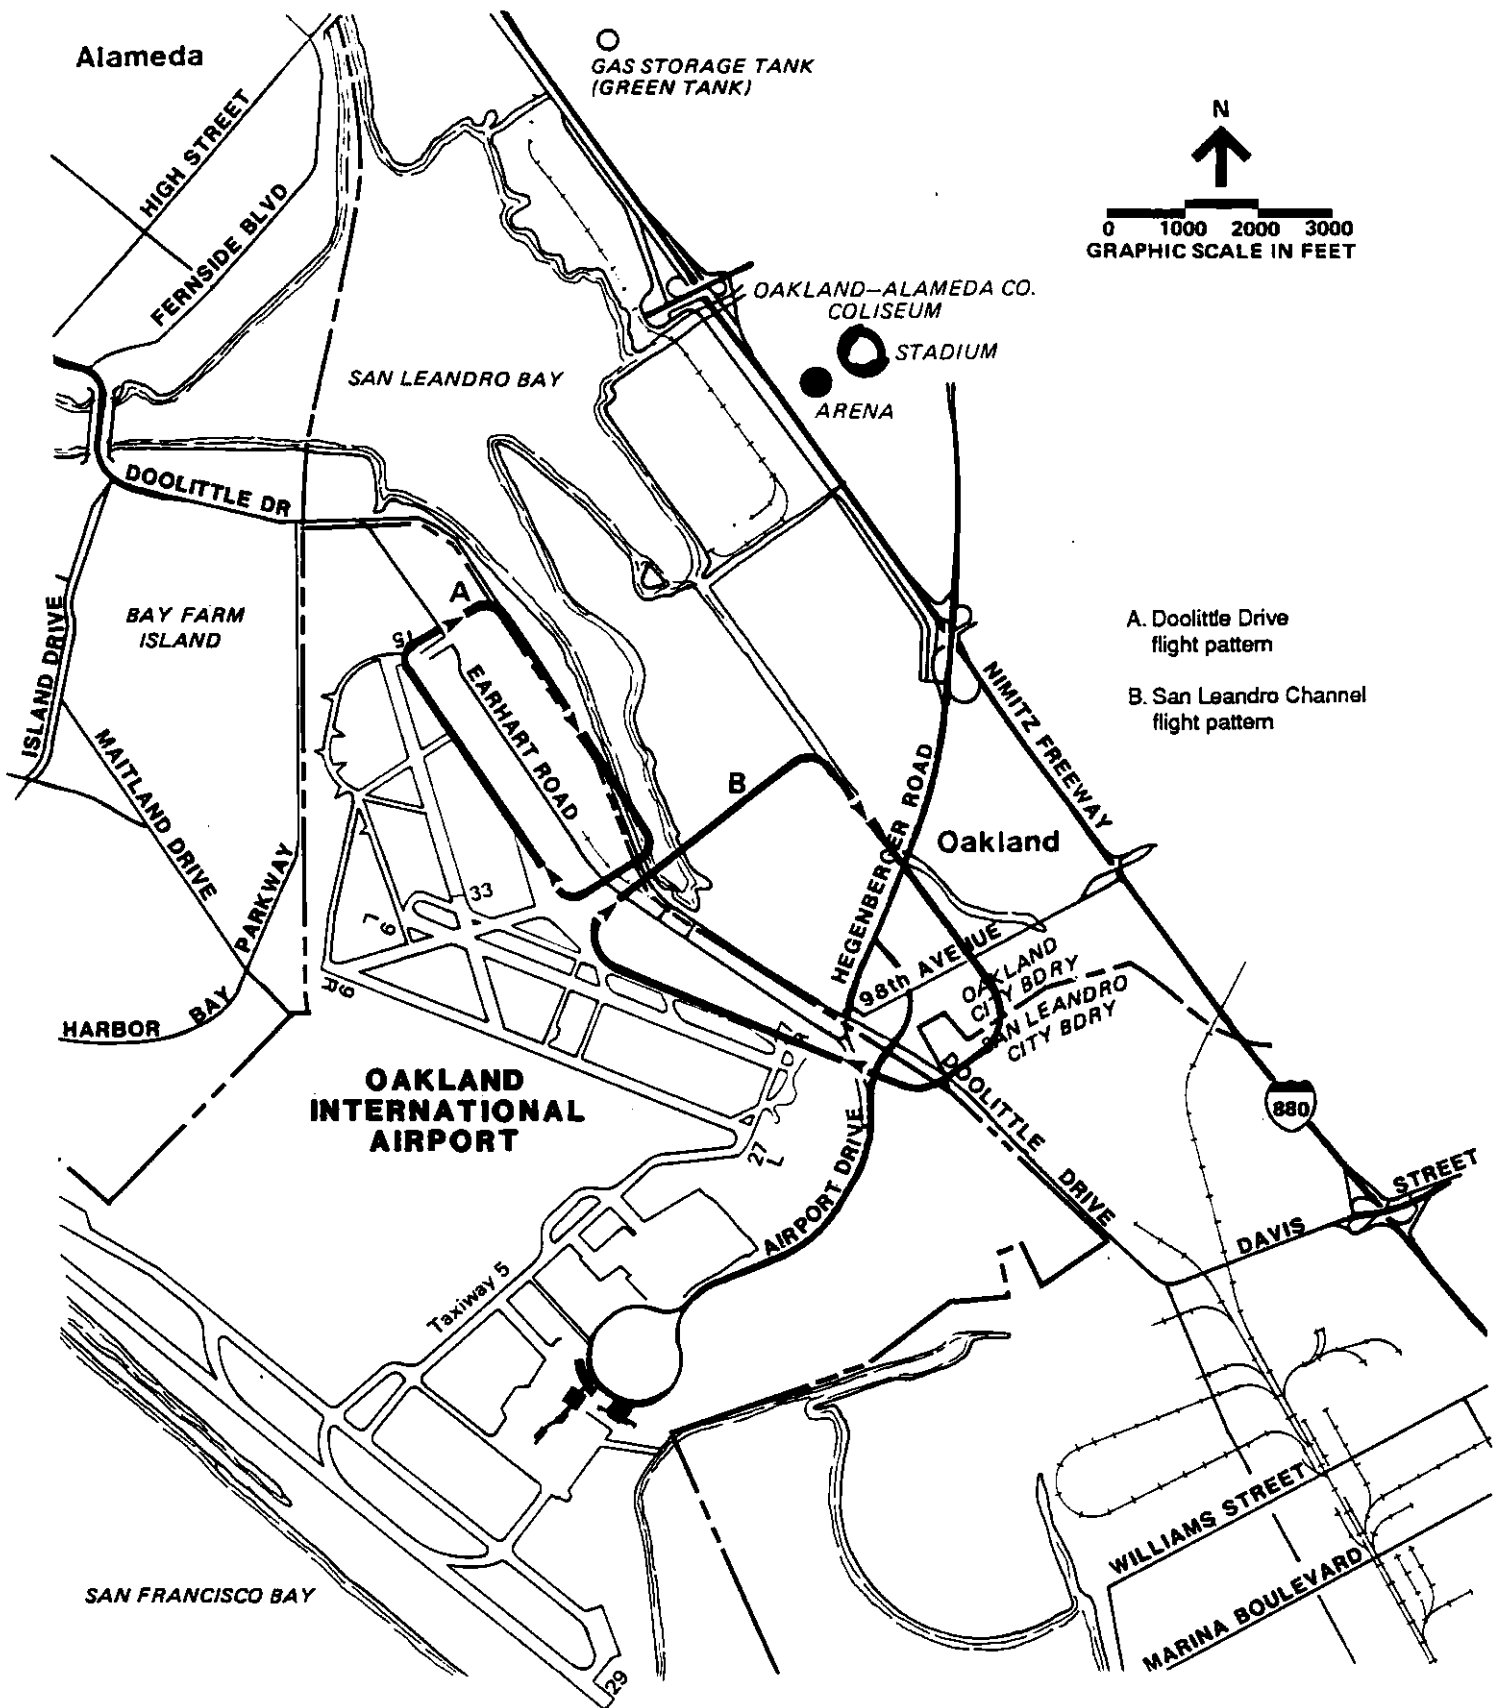 Alameda
GAS STORAGE TANK
(GREEN TANK)
N
0 1000 2000 3000
GRAPHIC SCALE IN FEET
HIGH STREET
FERNSIDE BLVD
OAKLAND–ALAMEDA CO.
COLISEUM
STADIUM
ARENA
SAN LEANDRO BAY
DOOLITTLE DR
ISLAND DRIVE
BAY FARM
ISLAND
A
15
A. Doolittle Drive
flight pattern
B. San Leandro Channel
flight pattern
EARHART ROAD
NIMITZ FREEWAY
MAITLAND DRIVE
B
HEGENBERGER ROAD
Oakland
33
9
L
9
R
HARBOR BAY PARKWAY
98th AVENUE
OAKLAND
CITY BDRY
SAN LEANDRO
CITY BDRY
27
R
OAKLAND
INTERNATIONAL
AIRPORT
27
L
DOOLITTLE DRIVE
880
AIRPORT DRIVE
DAVIS STREET
Taxiway 5
WILLIAMS STREET
MARINA BOULEVARD
SAN FRANCISCO BAY
29